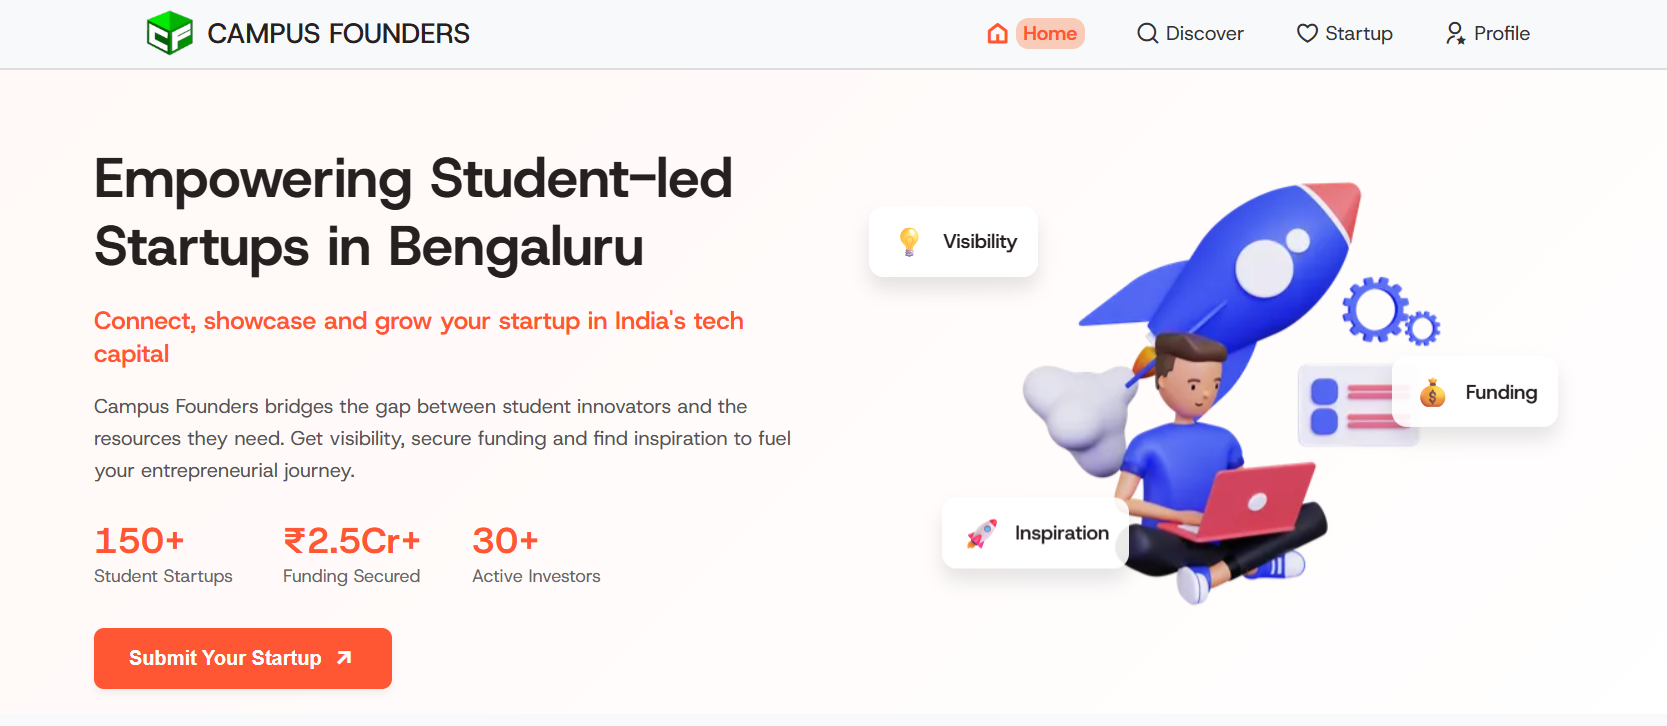 CAMPUS FOUNDERS
Home
Discover
Startup
Profile
Empowering Student-led
Startups in Bengaluru
Connect, showcase and grow your startup in India's tech
capital
Campus Founders bridges the gap between student innovators and the
resources they need. Get visibility, secure funding and find inspiration to fuel
your entrepreneurial journey.
150+
Student Startups
₹2.5Cr+
Funding Secured
30+
Active Investors
Submit Your Startup
Visibility
Funding
Inspiration